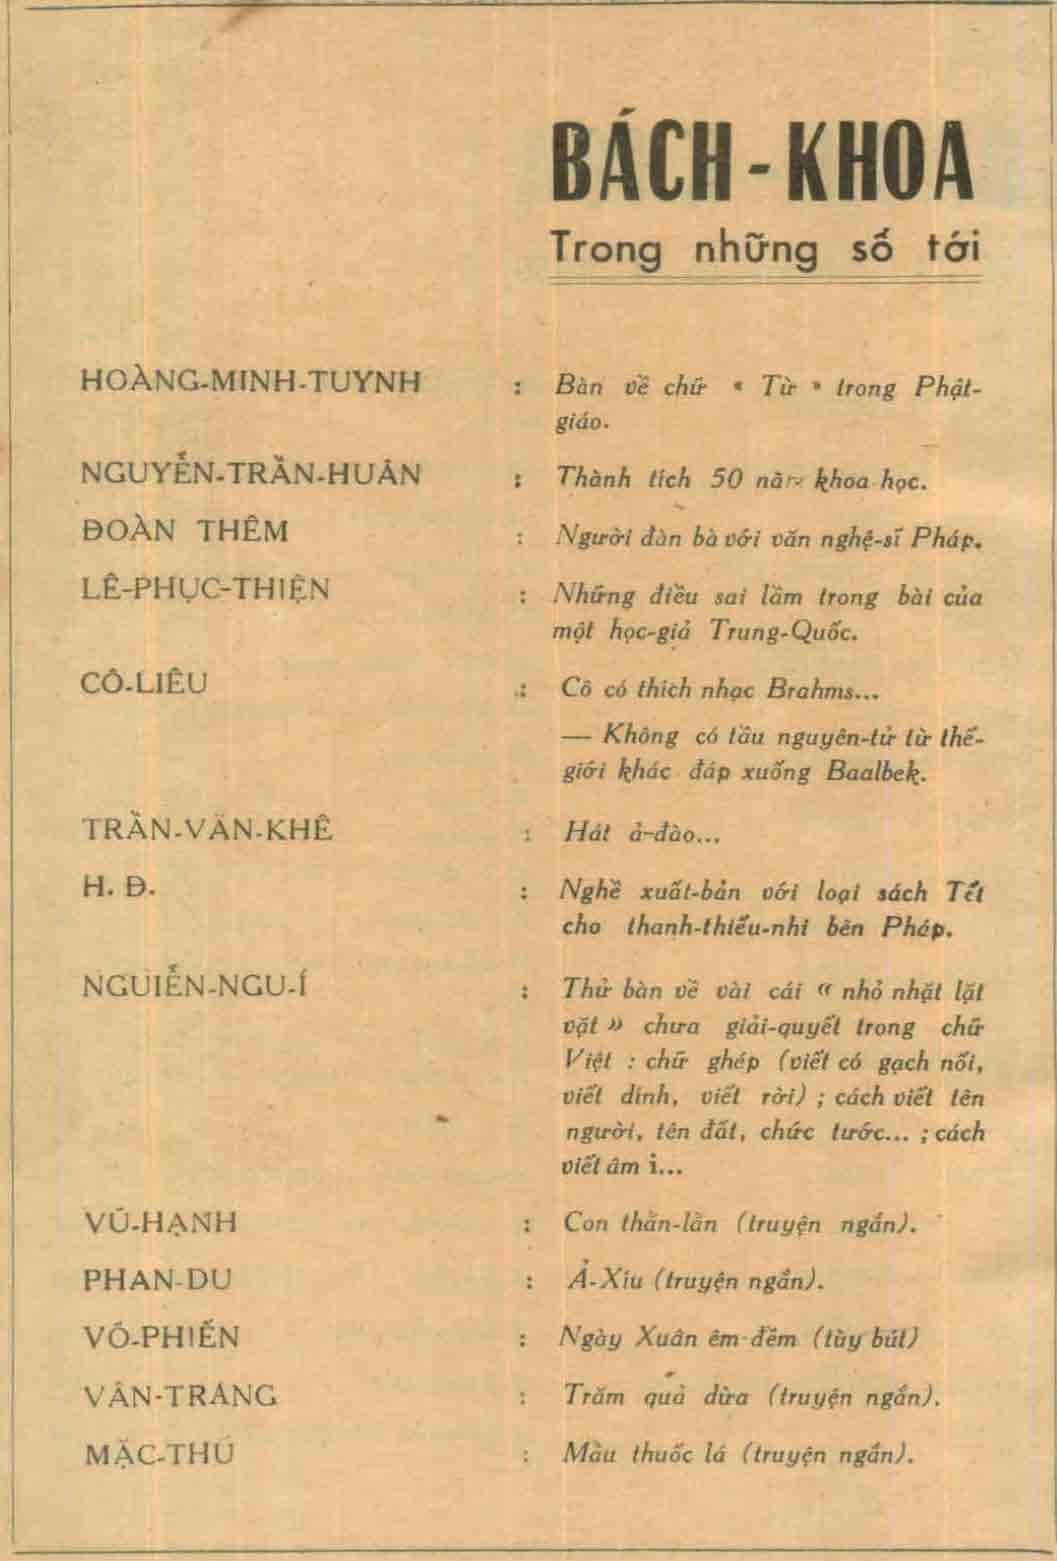 BÁCH - KHOA
Trong những số tới
HOÀNG-MINH-TUYNH : Bàn về chữ « Từ » trong Phật-
giáo.
NGUYỄN-TRẦN-HUÂN : Thành tích 50 năm khoa học.
ĐOÀN THÊM : Người đàn bà với văn nghệ-sĩ Pháp.
LÊ-PHỤC-THIỆN : Những điều sai lầm trong bài của
một học-giả Trung-Quốc.
CÔ-LIÊU : Cô có thích nhạc Brahms...
— Không có tầu nguyên-tử từ thế-
giới khác đáp xuống Baalbek.
TRẦN-VĂN-KHÊ : Hát ả-đào...
H. Đ. : Nghề xuất-bản với loại sách Tết
cho thanh-thiếu-nhi bên Pháp.
NGUIỄN-NGU-Í : Thử bàn về vài cái « nhỏ nhặt lặt
vặt » chưa giải-quyết trong chữ
Việt : chữ ghép (viết có gạch nối,
viết dính, viết rời) ; cách viết tên
người, tên đất, chức tước... ; cách
viết âm i...
VŨ-HẠNH : Con thằn-lằn (truyện ngắn).
PHAN-DU : Ả-Xíu (truyện ngắn).
VÕ-PHIẾN : Ngày Xuân êm-đềm (tùy bút)
VÂN-TRANG : Trăm quả dừa (truyện ngắn).
MẶC-THU : Mầu thuốc lá (truyện ngắn).